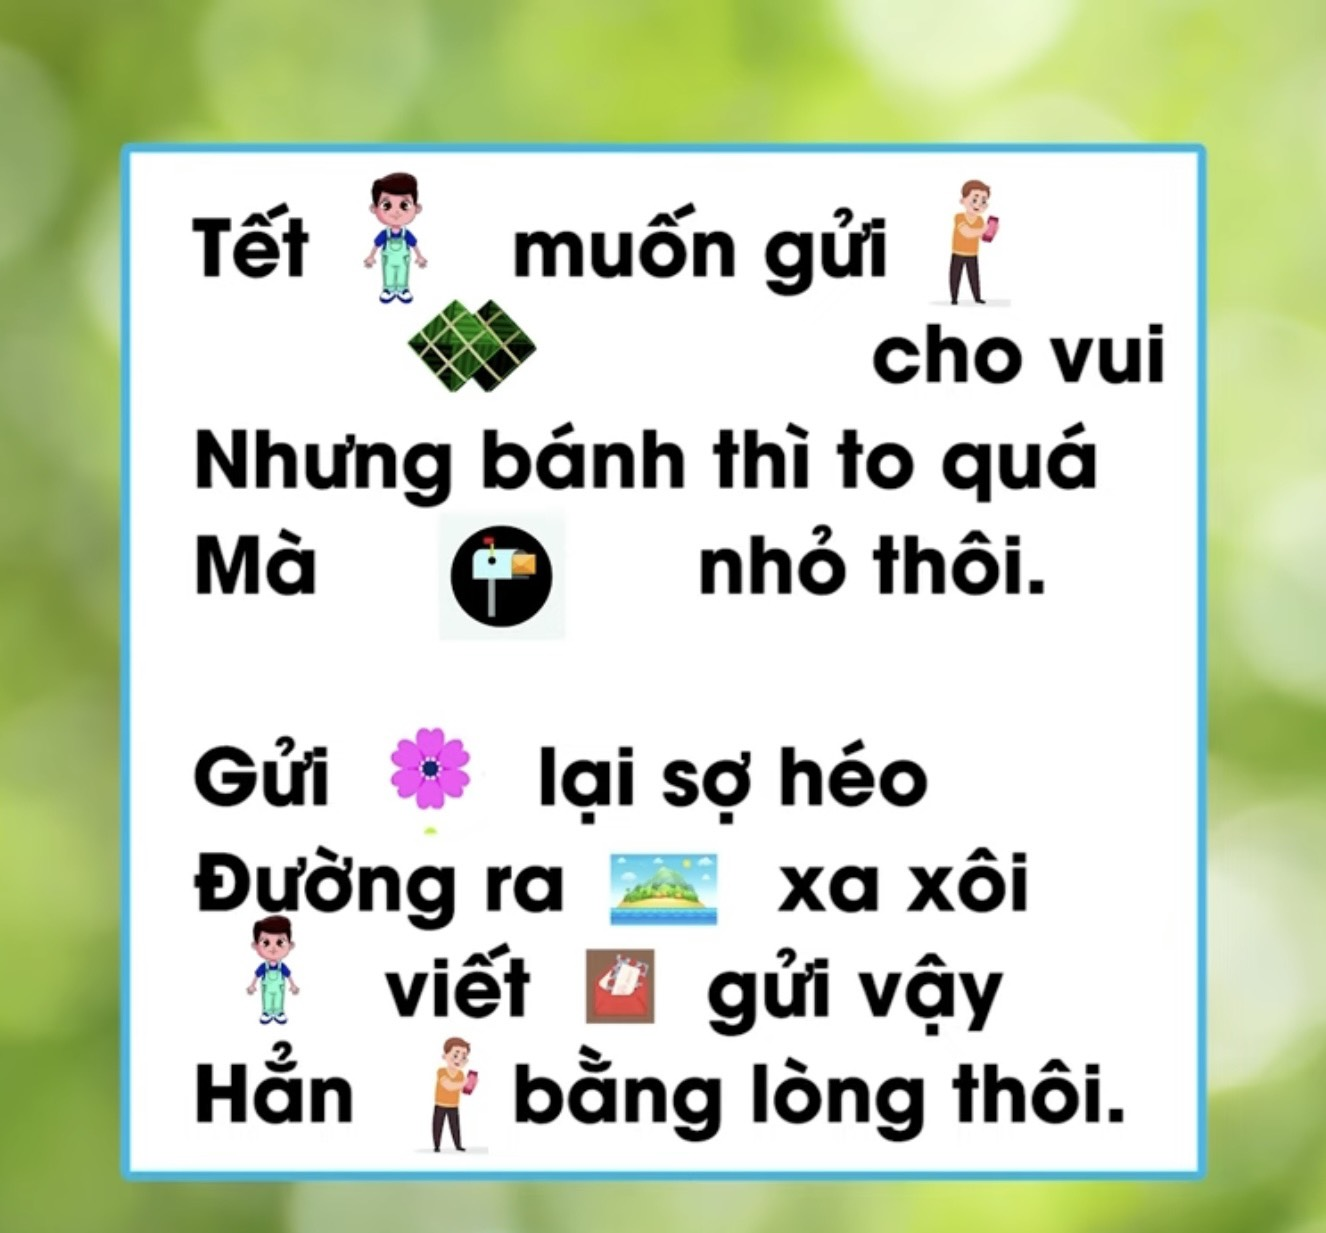 Tết muốn gửi
cho vui
Nhưng bánh thì to quá
Mà nhỏ thôi.
Gửi lại sợ héo
Đường ra xa xôi
viết gửi vậy
Hẳn bằng lòng thôi.